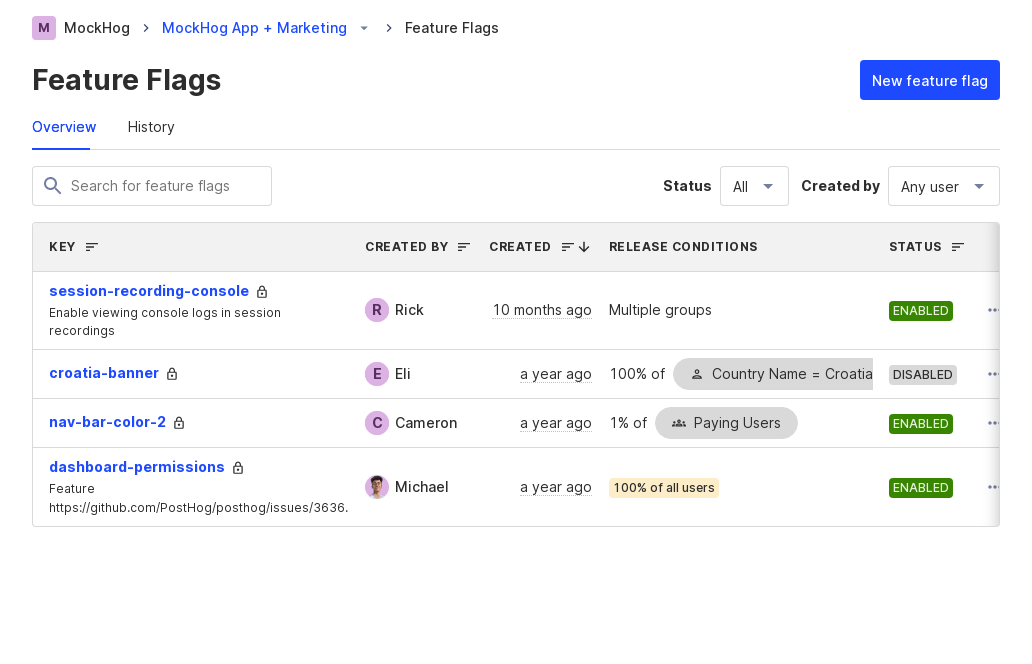 M MockHog > MockHog App + Marketing > Feature Flags
Feature Flags
New feature flag
Overview History
Search for feature flags
Status All Created by Any user
KEY CREATED BY CREATED RELEASE CONDITIONS STATUS
session-recording-console
Enable viewing console logs in session
recordings
R Rick 10 months ago Multiple groups ENABLED
croatia-banner E Eli a year ago 100% of Country Name = Croatia DISABLED
nav-bar-color-2 C Cameron a year ago 1% of Paying Users ENABLED
dashboard-permissions
Feature
https://github.com/PostHog/posthog/issues/3636.
Michael a year ago 100% of all users ENABLED